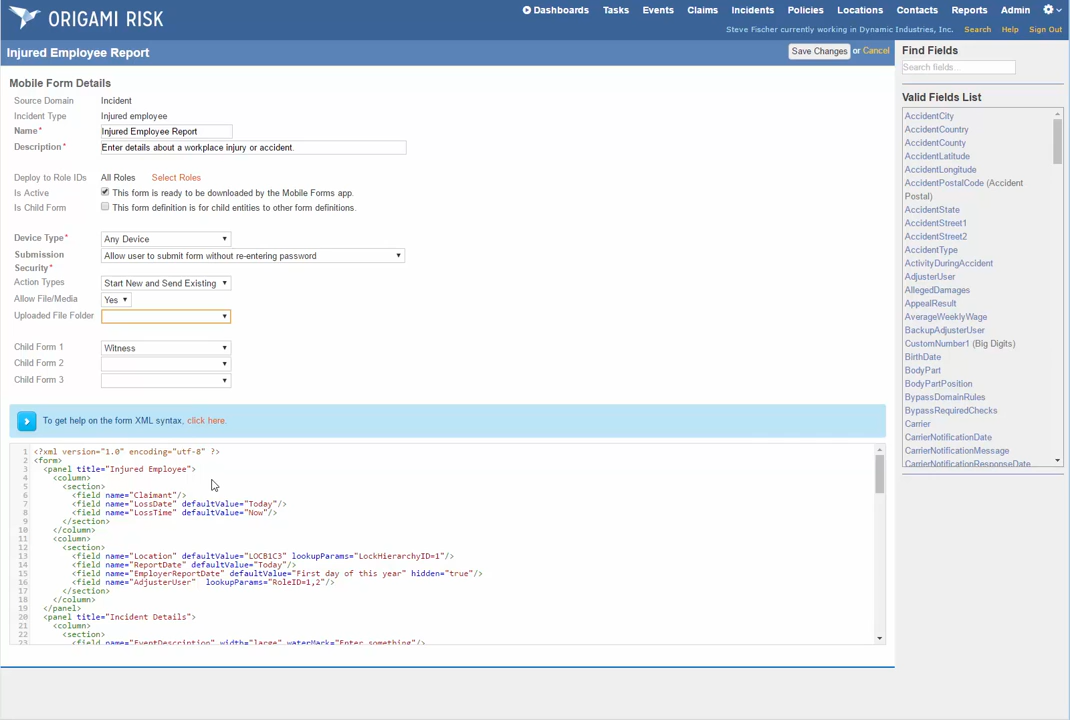 ORIGAMI RISK
Dashboards Tasks Events Claims Incidents Policies Locations Contacts Reports Admin
Steve Fischer currently working in Dynamic Industries, Inc. Search Help Sign Out
Injured Employee Report
Save Changes or Cancel
Find Fields
Search fields...
Mobile Form Details
Source Domain Incident
Incident Type Injured employee
Name* Injured Employee Report
Description* Enter details about a workplace injury or accident.
Deploy to Role IDs All Roles Select Roles
Is Active This form is ready to be downloaded by the Mobile Forms app.
Is Child Form This form definition is for child entities to other form definitions.
Device Type* Any Device
Submission Security* Allow user to submit form without re-entering password
Action Types Start New and Send Existing
Allow File/Media Yes
Uploaded File Folder
Child Form 1 Witness
Child Form 2
Child Form 3
To get help on the form XML syntax, click here.
1 <?xml version="1.0" encoding="utf-8" ?>
2 <form>
3 <panel title="Injured Employee">
4 <column>
5 <section>
6 <field name="Claimant"/>
7 <field name="LossDate" defaultValue="Today"/>
8 <field name="LossTime" defaultValue="Now"/>
9 </section>
10 </column>
11 <column>
12 <section>
13 <field name="Location" defaultValue="LOCB1C3" lookupParams="LockHierarchyID=1"/>
14 <field name="ReportDate" defaultValue="Today"/>
15 <field name="EmployerReportDate" defaultValue="First day of this year" hidden="true"/>
16 <field name="AdjusterUser" lookupParams="RoleID=1,2"/>
17 </section>
18 </column>
19 </panel>
20 <panel title="Incident Details">
21 <column>
22 <section>
23 <field name="EventDescription" width="large" waterMark="Enter something"/>
Valid Fields List
AccidentCity
AccidentCountry
AccidentCounty
AccidentLatitude
AccidentLongitude
AccidentPostalCode (Accident
Postal)
AccidentState
AccidentStreet1
AccidentStreet2
AccidentType
ActivityDuringAccident
AdjusterUser
AllegedDamages
AppealResult
AverageWeeklyWage
BackupAdjusterUser
CustomNumber1 (Big Digits)
BirthDate
BodyPart
BodyPartPosition
BypassDomainRules
BypassRequiredChecks
Carrier
CarrierNotificationDate
CarrierNotificationMessage
CarrierNotificationResponseDate